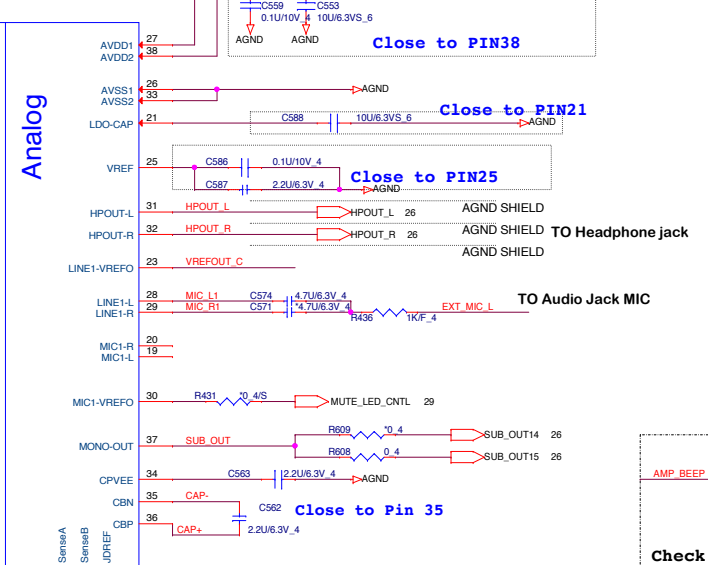 C559 C553
0.1U/10V_4 10U/6.3VS_6
AGND AGND
Close to PIN38
AVDD1 27
AVDD2 38
AVSS1 26 AGND
AVSS2 33
Close to PIN21
LDO-CAP 21 C588 10U/6.3VS_6 AGND
VREF 25 C586 0.1U/10V_4
Close to PIN25
C587 2.2U/6.3V_4 AGND
AGND SHIELD
HPOUT-L 31 HPOUT_L HPOUT_L 26
AGND SHIELD
HPOUT-R 32 HPOUT_R HPOUT_R 26
TO Headphone jack
AGND SHIELD
LINE1-VREFO 23 VREFOUT_C
LINE1-L 28 MIC_L1 C574 4.7U/6.3V_4
LINE1-R 29 MIC_R1 C571 *4.7U/6.3V_4
R436 1K/F_4 EXT_MIC_L
TO Audio Jack MIC
MIC1-R 20
MIC1-L 19
MIC1-VREFO 30 R431 *0_4/S MUTE_LED_CNTL 29
R609 *0_4 SUB_OUT14 26
MONO-OUT 37 SUB_OUT
R608 0_4 SUB_OUT15 26
CPVEE 34 C563 2.2U/6.3V_4 AGND
CBN 35 CAP-
C562
Close to Pin 35
CBP 36 CAP+ 2.2U/6.3V_4
Analog
SenseA
SenseB
JDREF
AMP_BEEP
Check